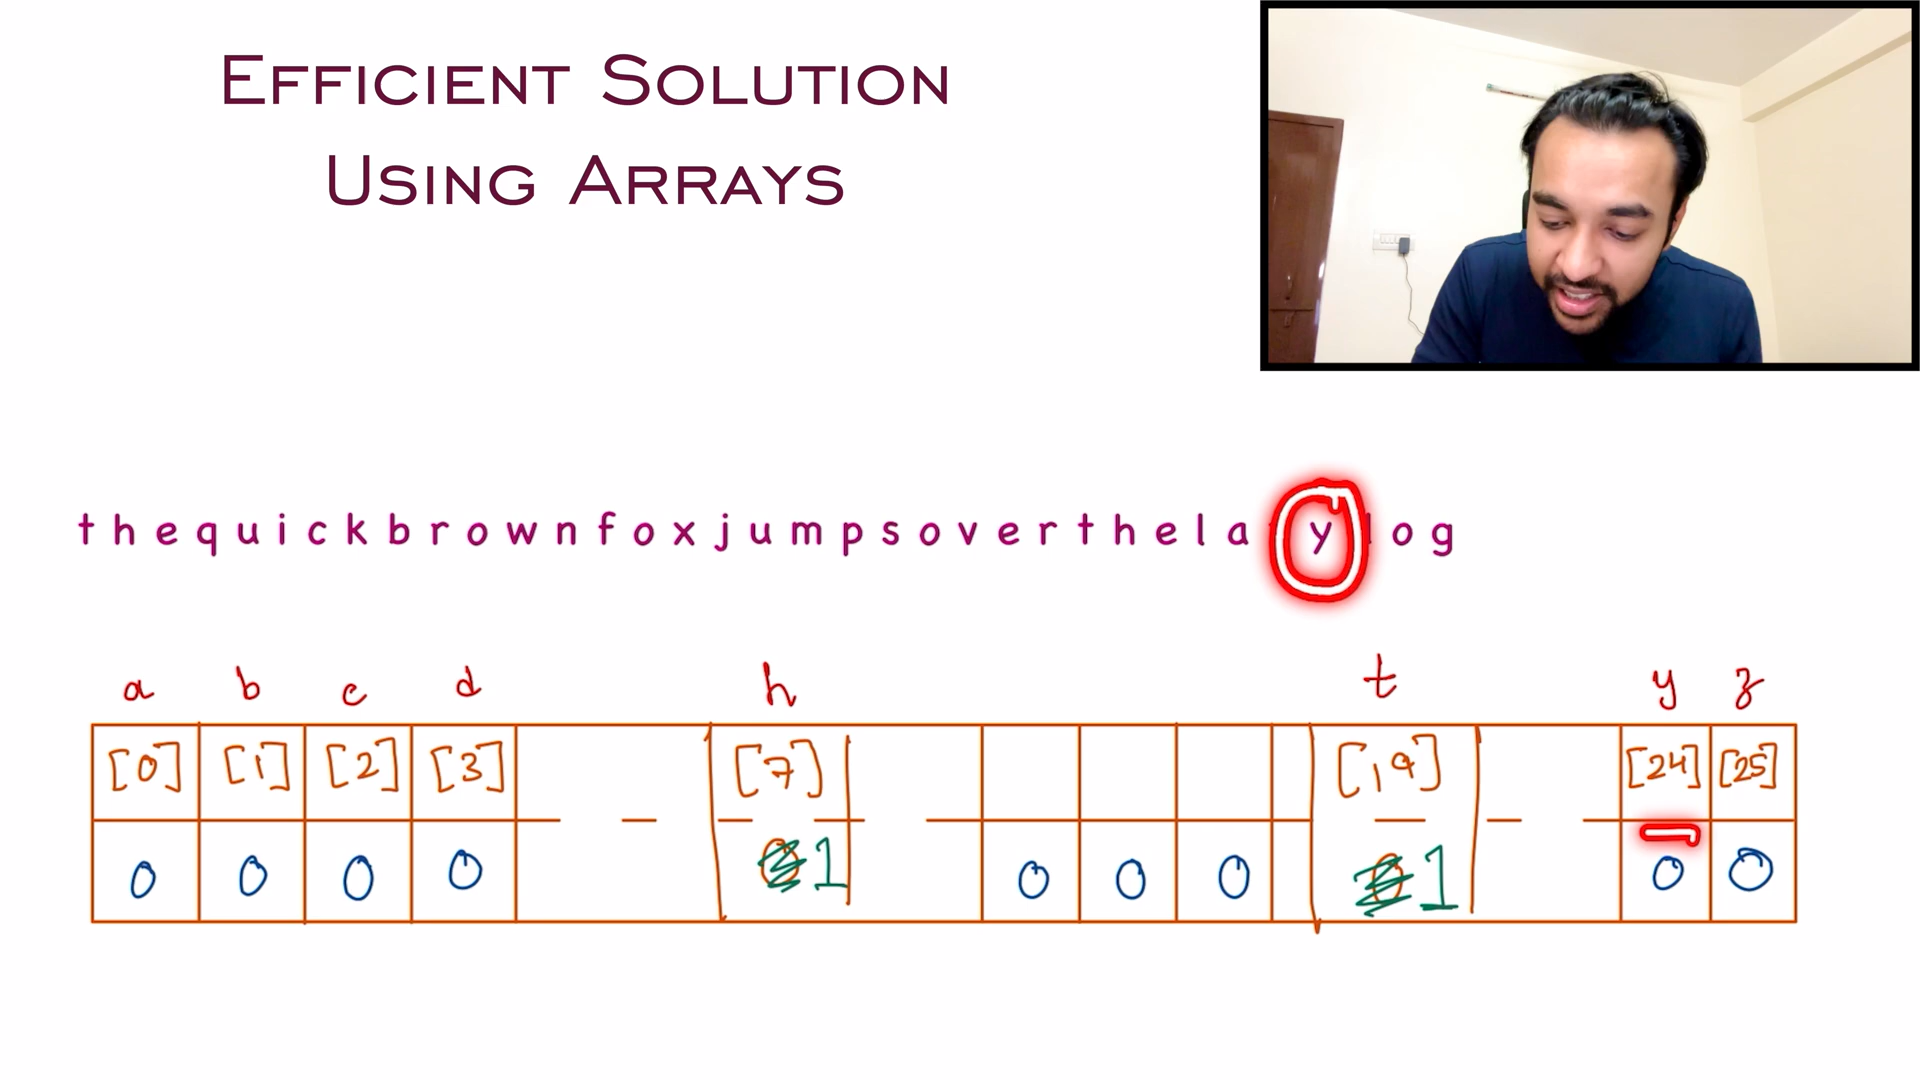 EFFICIENT SOLUTION
USING ARRAYS
t h e q u i c k b r o w n f o x j u m p s o v e r t h e l a y o g
a b c d h t y z
[0] [1] [2] [3] [7] [19] [24] [25]
0 0 0 0 1 0 0 0 1 0 0